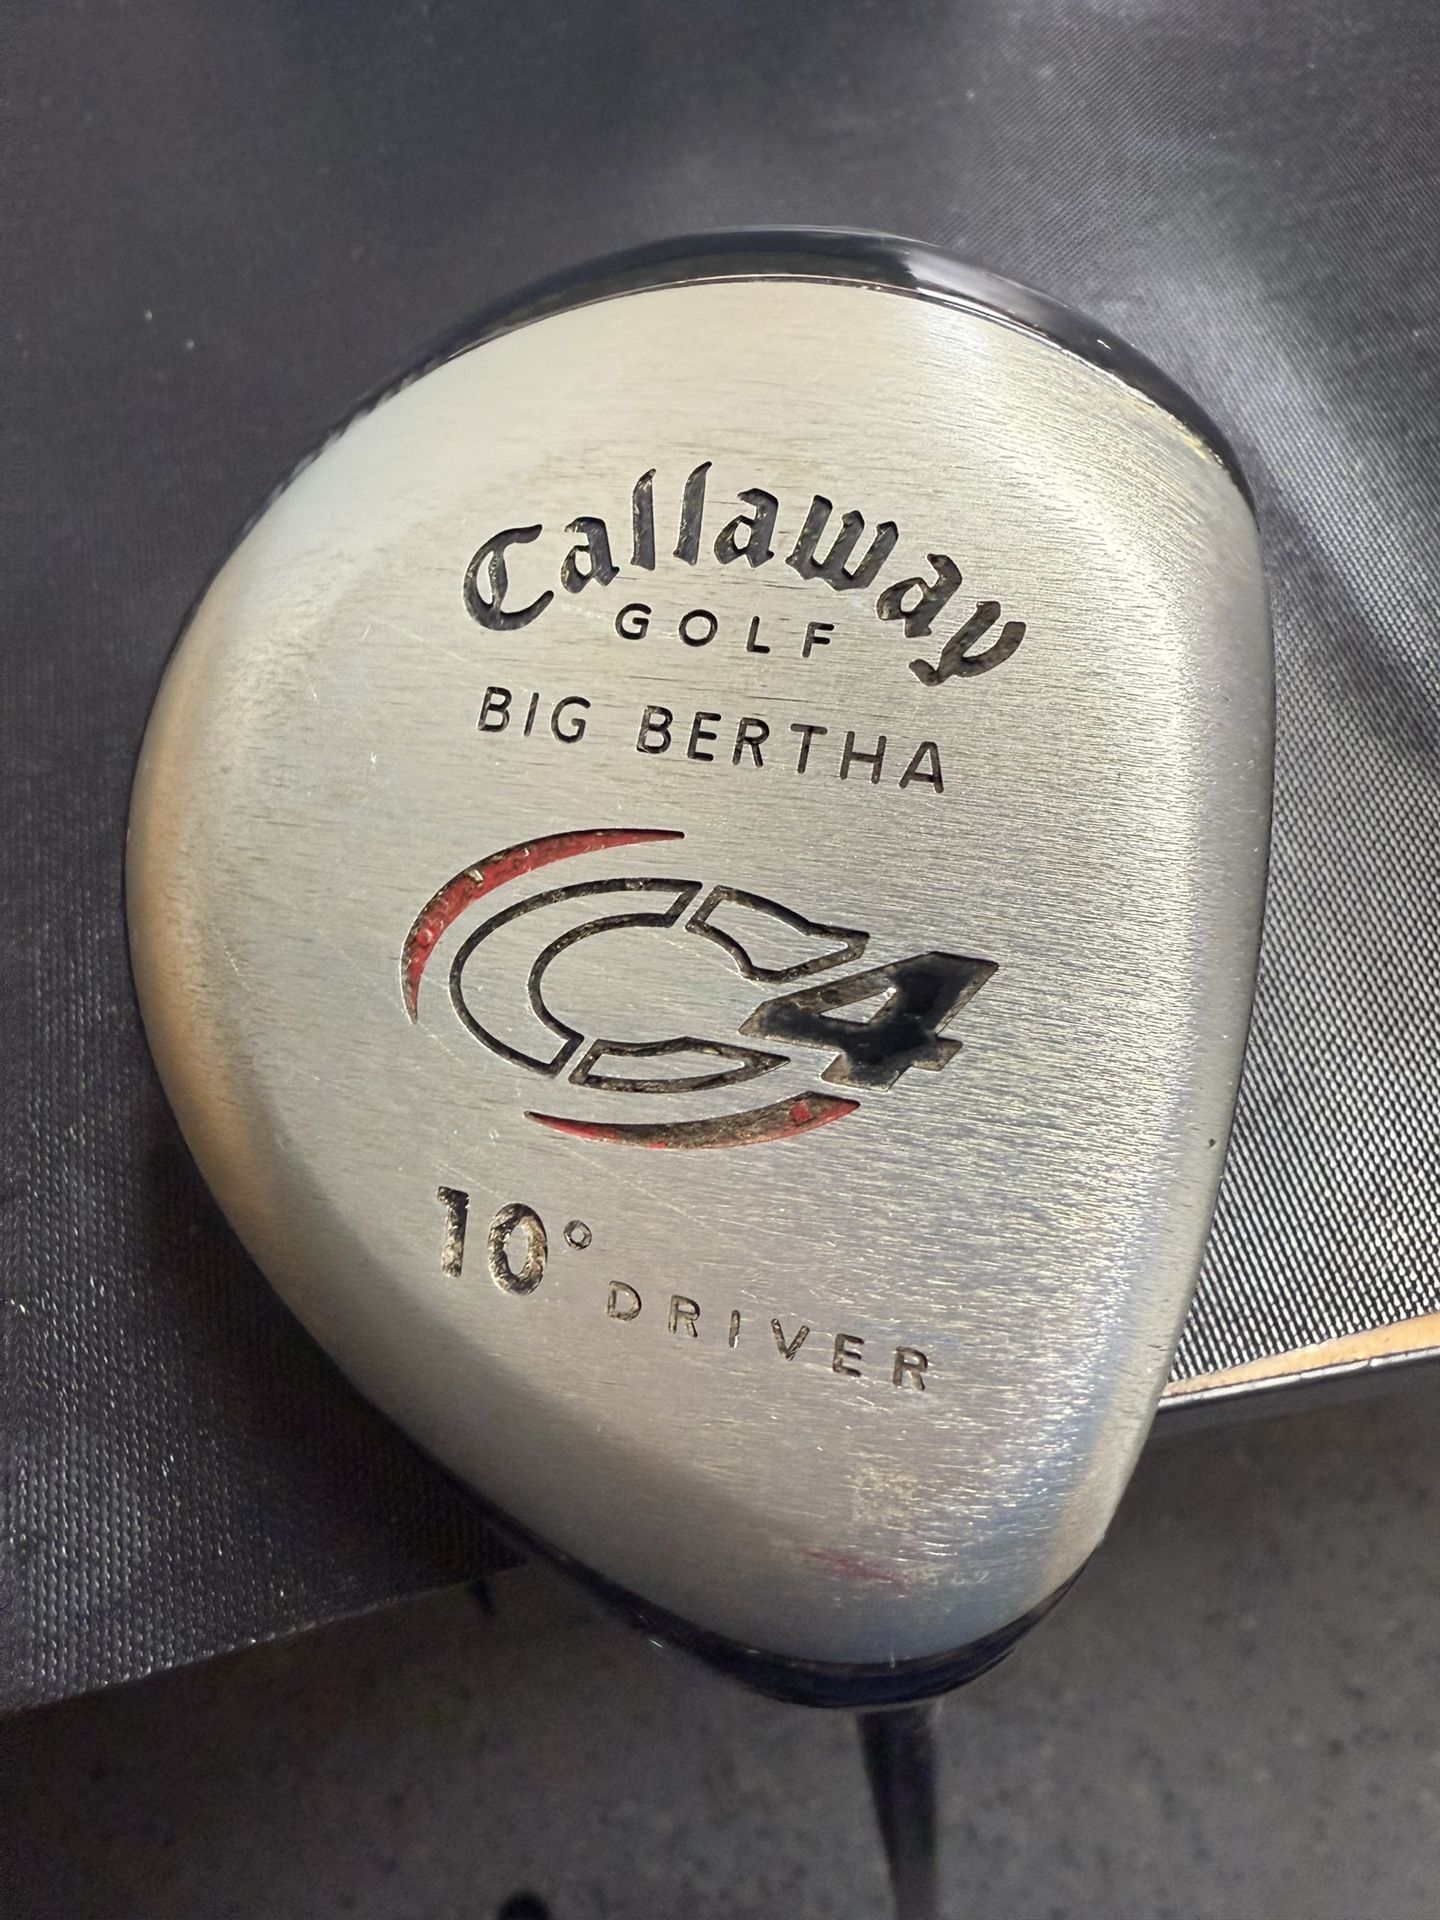 Callaway
GOLF
BIG BERTHA
C4
10° DRIVER